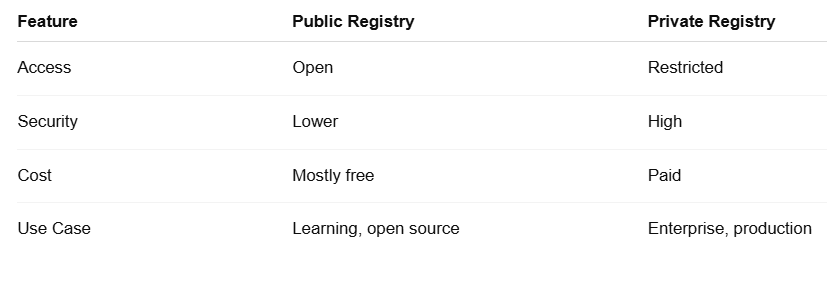 Feature Public Registry Private Registry
Access Open Restricted
Security Lower High
Cost Mostly free Paid
Use Case Learning, open source Enterprise, production